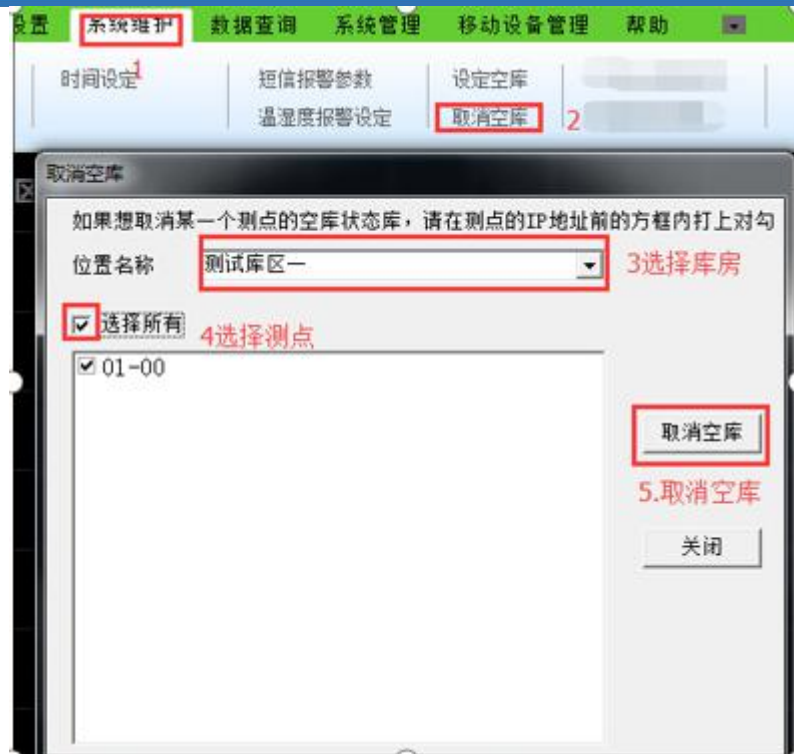 设置 系统维护 数据查询 系统管理 移动设备管理 帮助
时间设定 1 短信报警参数 设定空库
温湿度报警设定 取消空库 2
取消空库
如果想取消某一个测点的空库状态库，请在测点的IP地址前的方框内打上对勾
位置名称 测试库区一 3选择库房
选择所有 4选择测点
01-00
取消空库
5.取消空库
关闭